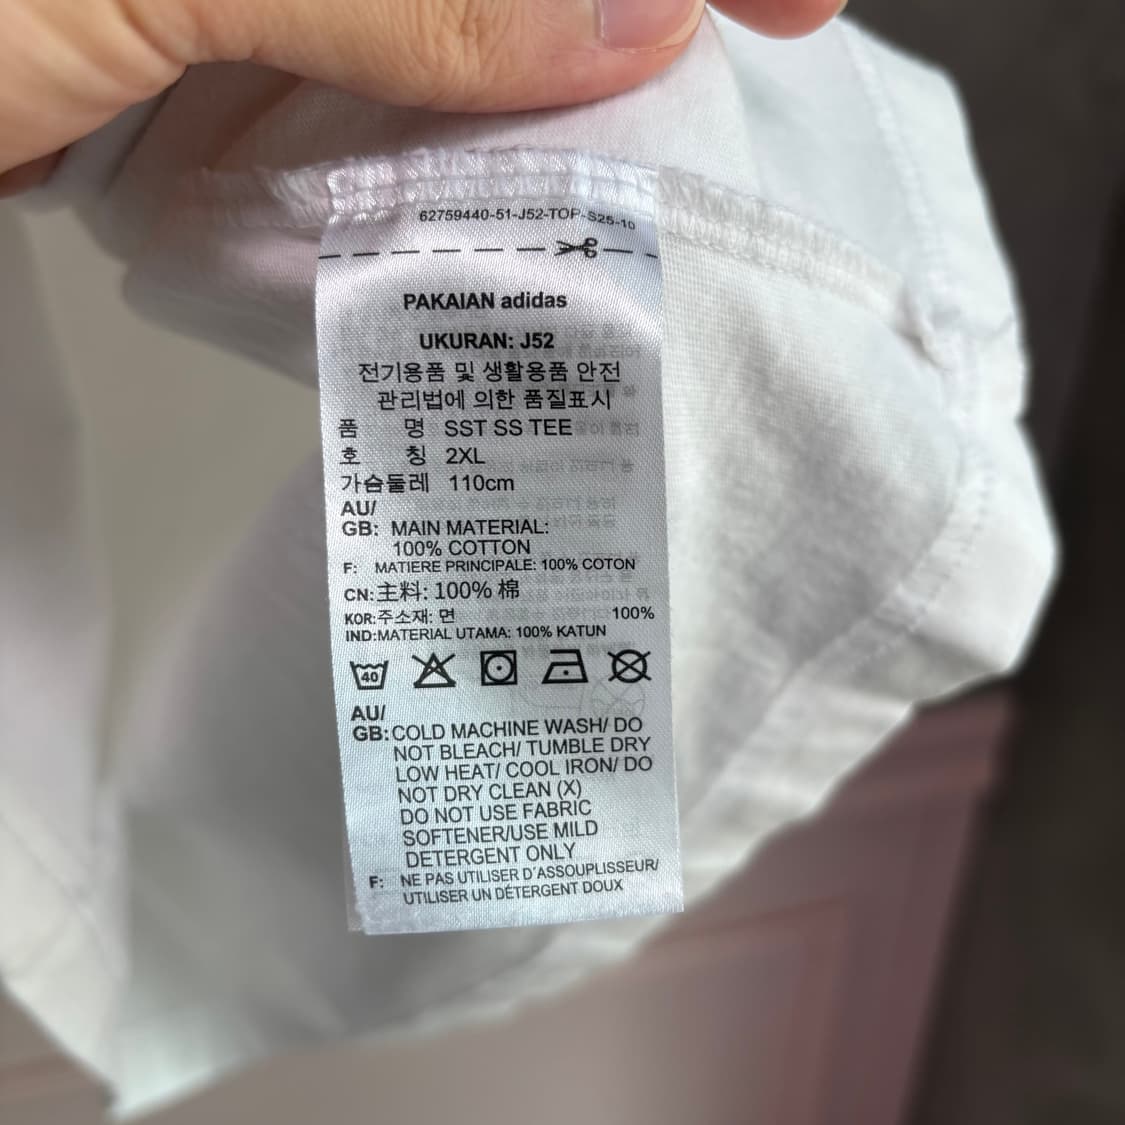 62759440-51-J52-TOP-S25-10
PAKAIAN adidas
UKURAN: J52
전기용품 및 생활용품 안전
관리법에 의한 품질표시
품 명 SST SS TEE
호 칭 2XL
가슴둘레 110cm
AU/
GB: MAIN MATERIAL:
100% COTTON
F: MATIERE PRINCIPALE: 100% COTON
CN:主料: 100% 棉
KOR:주소재: 면 100%
IND:MATERIAL UTAMA: 100% KATUN
40
AU/
GB:COLD MACHINE WASH/ DO
NOT BLEACH/ TUMBLE DRY
LOW HEAT/ COOL IRON/ DO
NOT DRY CLEAN (X)
DO NOT USE FABRIC
SOFTENER/USE MILD
DETERGENT ONLY
F: NE PAS UTILISER D'ASSOUPLISSEUR/
UTILISER UN DÉTERGENT DOUX